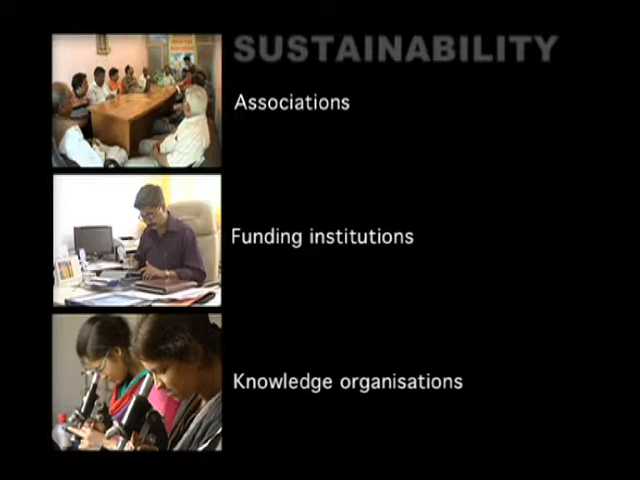 SUSTAINABILITY
Associations
Funding institutions
Knowledge organisations